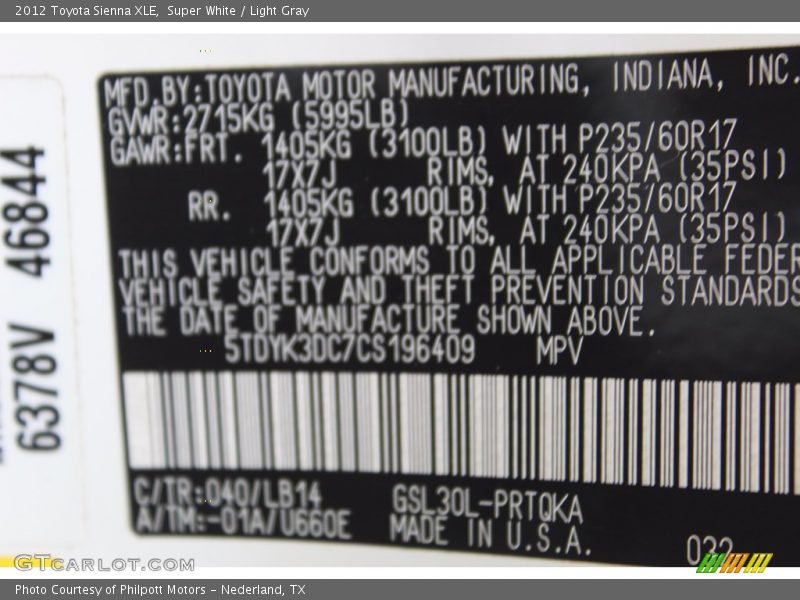 2012 Toyota Sienna XLE, Super White / Light Gray
MFD.BY:TOYOTA MOTOR MANUFACTURING, INDIANA, INC.
GVWR:2715KG (5995LB)
GAWR:FRT. 1405KG (3100LB) WITH P235/60R17
17X7J RIMS, AT 240KPA (35PSI)
RR. 1405KG (3100LB) WITH P235/60R17
17X7J RIMS, AT 240KPA (35PSI)
THIS VEHICLE CONFORMS TO ALL APPLICABLE FEDER
VEHICLE SAFETY AND THEFT PREVENTION STANDARDS
THE DATE OF MANUFACTURE SHOWN ABOVE.
5TDYK3DC7CS196409 MPV
C/TR:040/LB14 GSL30L-PRTQKA
A/TM:-01A/U660E MADE IN U.S.A.
032
6378V 46844
GTCARLOT.COM
Photo Courtesy of Philpott Motors - Nederland, TX